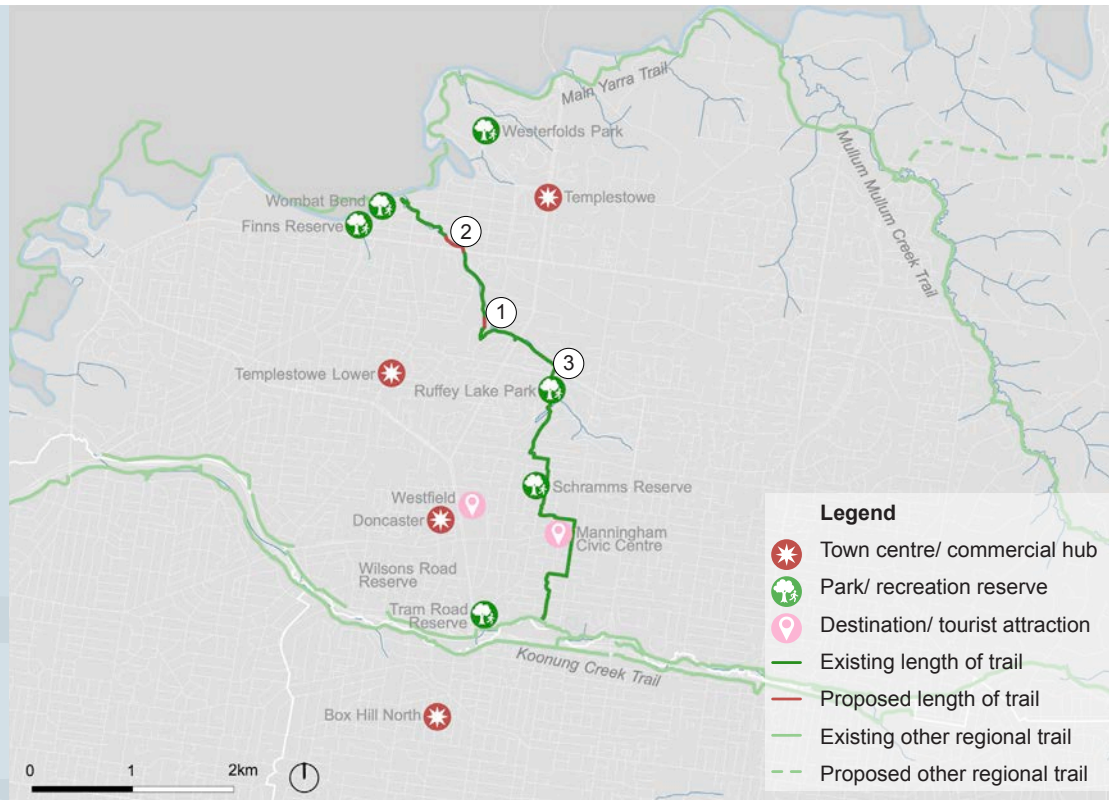 Main Yarra Trail
Westerfolds Park
Mullum Mullum Creek Trail
Wombat Bend
Templestowe
Finns Reserve
2
1
3
Templestowe Lower
Ruffey Lake Park
Westfield
Schramms Reserve
Doncaster
Manningham
Civic Centre
Wilsons Road
Reserve
Tram Road
Reserve
Koonung Creek Trail
Box Hill North
0 1 2km
Legend
Town centre/ commercial hub
Park/ recreation reserve
Destination/ tourist attraction
Existing length of trail
Proposed length of trail
Existing other regional trail
Proposed other regional trail